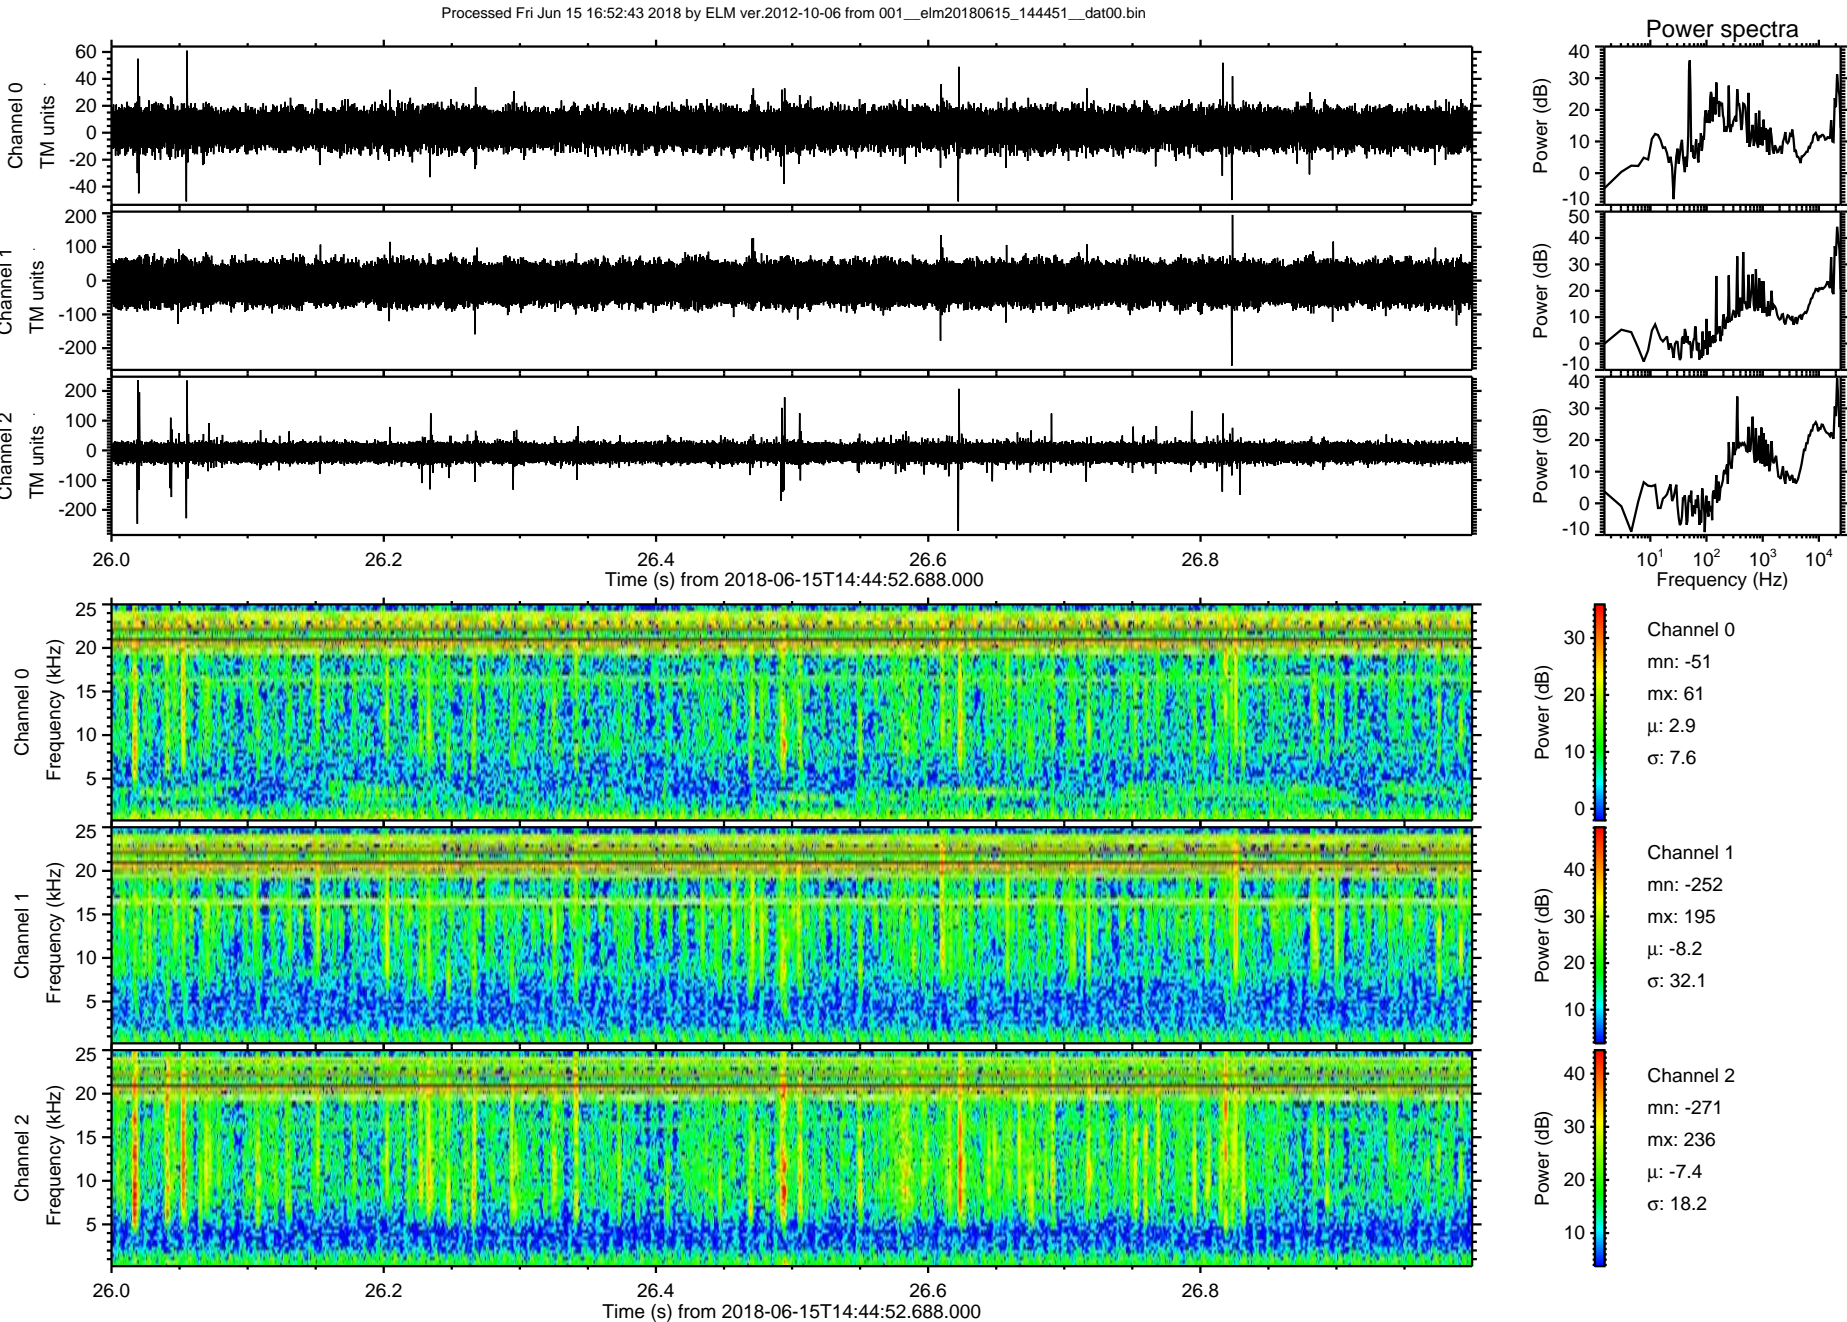 Processed Fri Jun 15 16:52:43 2018 by ELM ver.2012-10-06 from 001__elm20180615_144451__dat00.bin
Power spectra
Channel 0
TM units
60
40
20
0
-20
-40
Power (dB)
40
30
20
10
0
-10
Channel 1
TM units
200
100
0
-100
-200
Power (dB)
50
40
30
20
10
0
-10
Channel 2
TM units
200
100
0
-100
-200
Power (dB)
40
30
20
10
0
-10
26.0 26.2 26.4 26.6 26.8
Time (s) from 2018-06-15T14:44:52.688.000
10^1 10^2 10^3 10^4
Frequency (Hz)
Channel 0
Frequency (kHz)
25
20
15
10
5
Power (dB)
30
20
10
0
Channel 0
mn: -51
mx: 61
μ: 2.9
σ: 7.6
Channel 1
Frequency (kHz)
25
20
15
10
5
Power (dB)
40
30
20
10
Channel 1
mn: -252
mx: 195
μ: -8.2
σ: 32.1
Channel 2
Frequency (kHz)
25
20
15
10
5
Power (dB)
40
30
20
10
Channel 2
mn: -271
mx: 236
μ: -7.4
σ: 18.2
26.0 26.2 26.4 26.6 26.8
Time (s) from 2018-06-15T14:44:52.688.000